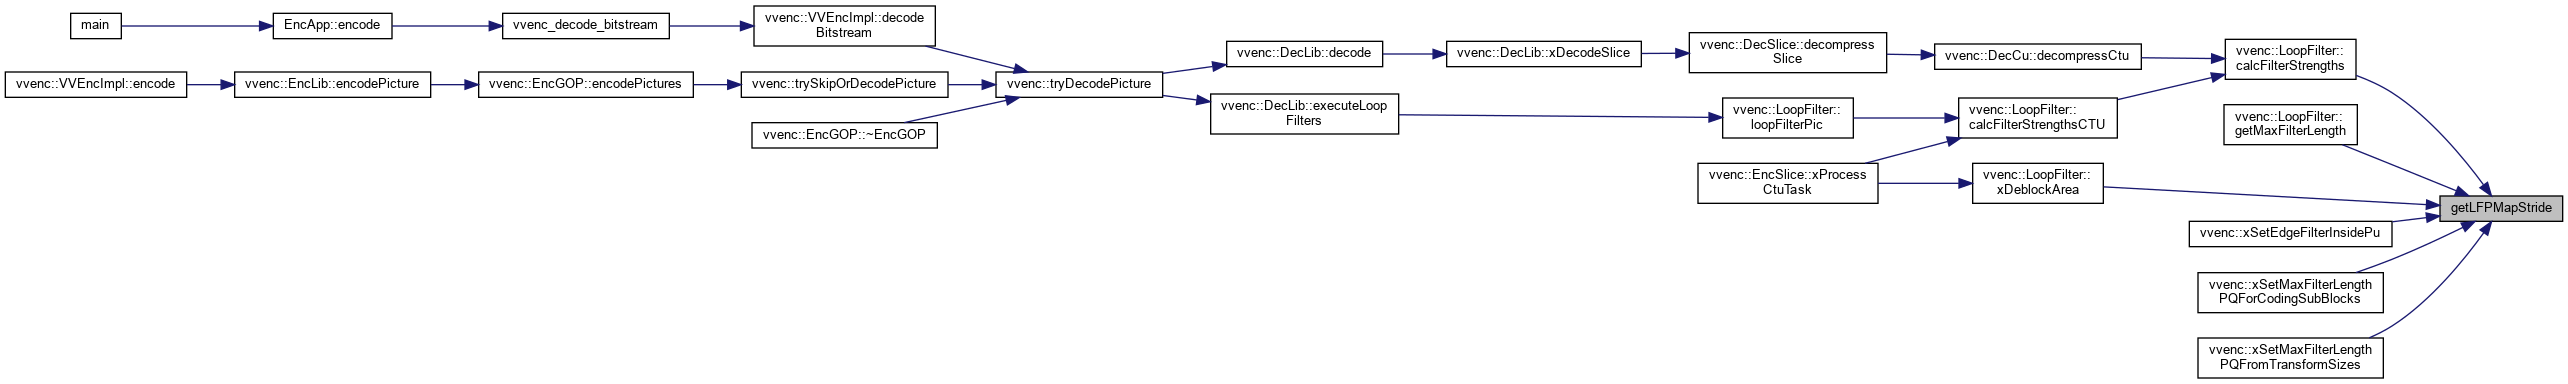 main
EncApp::encode
vvenc_decode_bitstream
vvenc::VVEncImpl::decode
Bitstream
vvenc::VVEncImpl::encode
vvenc::EncLib::encodePicture
vvenc::EncGOP::encodePictures
vvenc::trySkipOrDecodePicture
vvenc::EncGOP::~EncGOP
vvenc::tryDecodePicture
vvenc::DecLib::decode
vvenc::DecLib::xDecodeSlice
vvenc::DecSlice::decompress
Slice
vvenc::DecCu::decompressCtu
vvenc::LoopFilter::
calcFilterStrengths
vvenc::DecLib::executeLoop
Filters
vvenc::LoopFilter::
loopFilterPic
vvenc::LoopFilter::
calcFilterStrengthsCTU
vvenc::LoopFilter::
getMaxFilterLength
vvenc::EncSlice::xProcess
CtuTask
vvenc::LoopFilter::
xDeblockArea
getLFPMapStride
vvenc::xSetEdgeFilterInsidePu
vvenc::xSetMaxFilterLength
PQForCodingSubBlocks
vvenc::xSetMaxFilterLength
PQFromTransformSizes